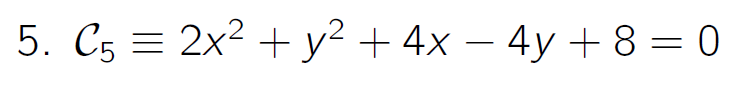 5. 𝒞₅ ≡ 2x² + y² + 4x − 4y + 8 = 0